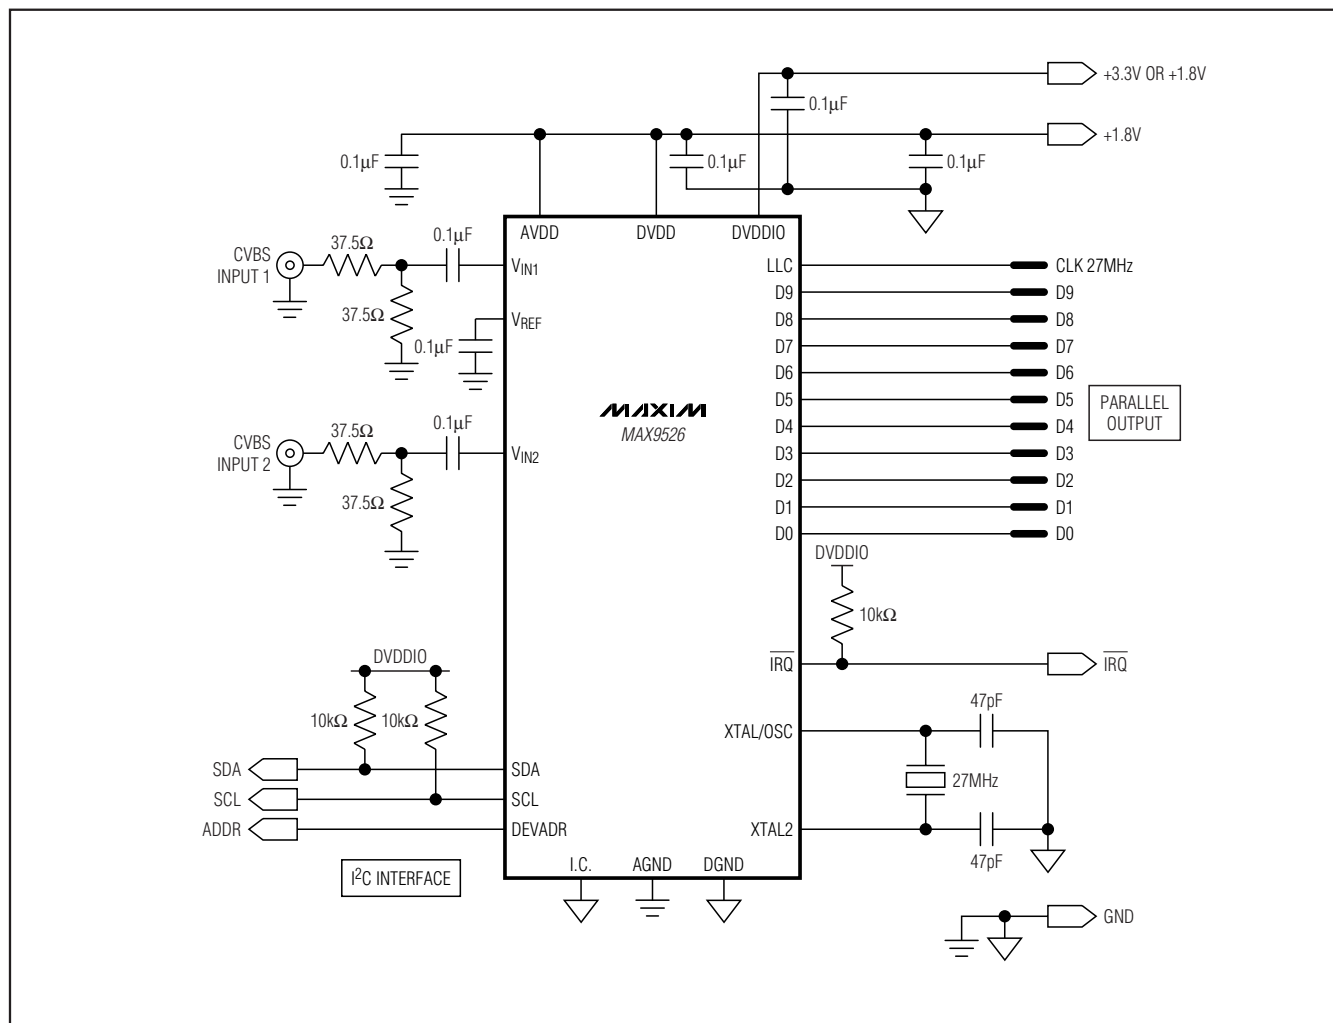 +3.3V OR +1.8V
0.1µF
+1.8V
0.1µF
0.1µF
0.1µF
AVDD
DVDD
DVDDIO
CVBS
INPUT 1
37.5Ω
0.1µF
VIN1
37.5Ω
VREF
0.1µF
CVBS
INPUT 2
37.5Ω
0.1µF
VIN2
37.5Ω
MAXIM
MAX9526
LLC
CLK 27MHz
D9
D9
D8
D8
D7
D7
D6
D6
D5
D5
D4
D4
D3
D3
D2
D2
D1
D1
D0
D0
PARALLEL
OUTPUT
DVDDIO
10kΩ
IRQ
IRQ
DVDDIO
10kΩ
10kΩ
SDA
SDA
SCL
SCL
ADDR
DEVADR
I²C INTERFACE
XTAL/OSC
47pF
27MHz
XTAL2
47pF
I.C.
AGND
DGND
GND